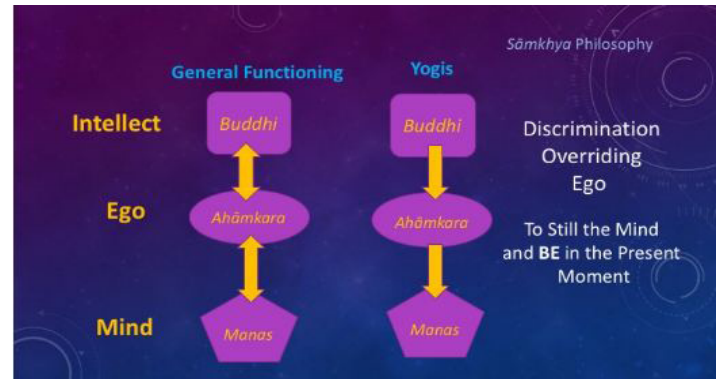 Sāmkhya Philosophy
General Functioning
Yogis
Intellect
Buddhi
Buddhi
Ego
Ahāmkara
Ahāmkara
Mind
Manas
Manas
Discrimination
Overriding
Ego
To Still the Mind
and BE in the Present
Moment